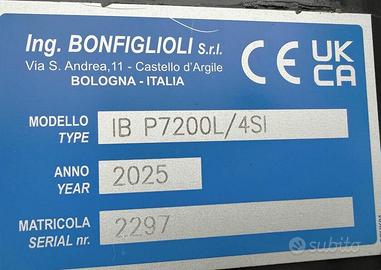 Ing. BONFIGLIOLI S.r.l.
Via S. Andrea,11 - Castello d'Argile
BOLOGNA - ITALIA
CE UK CA
MODELLO
TYPE
IB P7200L/4SI
ANNO
YEAR
2025
MATRICOLA
SERIAL nr.
2297
subito